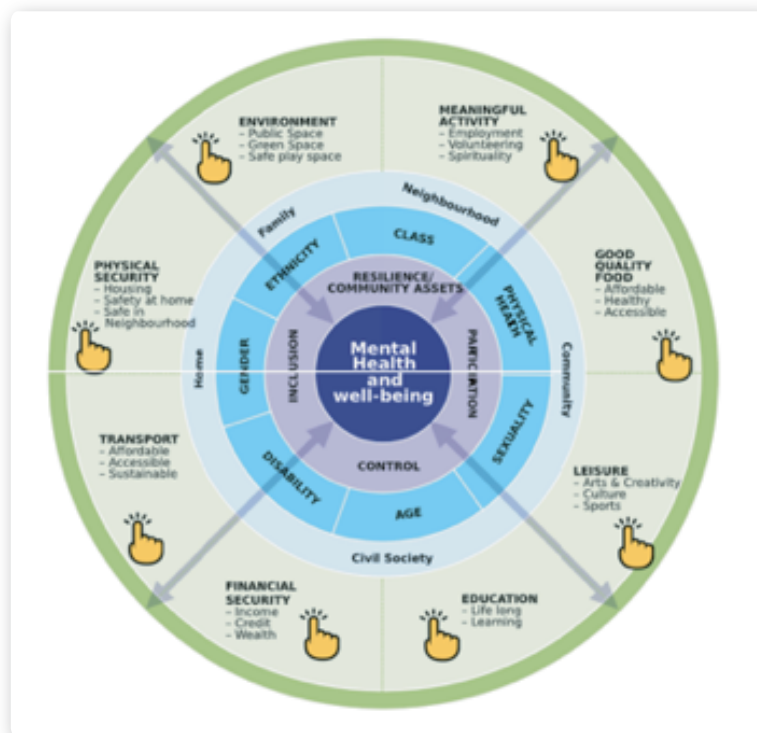 ENVIRONMENT
– Public Space
– Green Space
– Safe play space
MEANINGFUL
ACTIVITY
– Employment
– Volunteering
– Spirituality
PHYSICAL
SECURITY
– Housing
– Safety at home
– Safe in
Neighbourhood
GOOD
QUALITY
FOOD
– Affordable
– Healthy
– Accessible
TRANSPORT
– Affordable
– Accessible
– Sustainable
LEISURE
– Arts & Creativity
– Culture
– Sports
FINANCIAL
SECURITY
– Income
– Credit
– Wealth
EDUCATION
– Life long
– Learning
Family
Neighbourhood
Home
Community
Civil Society
ETHNICITY
CLASS
PHYSICAL
HEALTH
GENDER
SEXUALITY
DISABILITY
AGE
RESILIENCE/
COMMUNITY ASSETS
INCLUSION
PARTICIPATION
CONTROL
Mental
Health
and
well-being